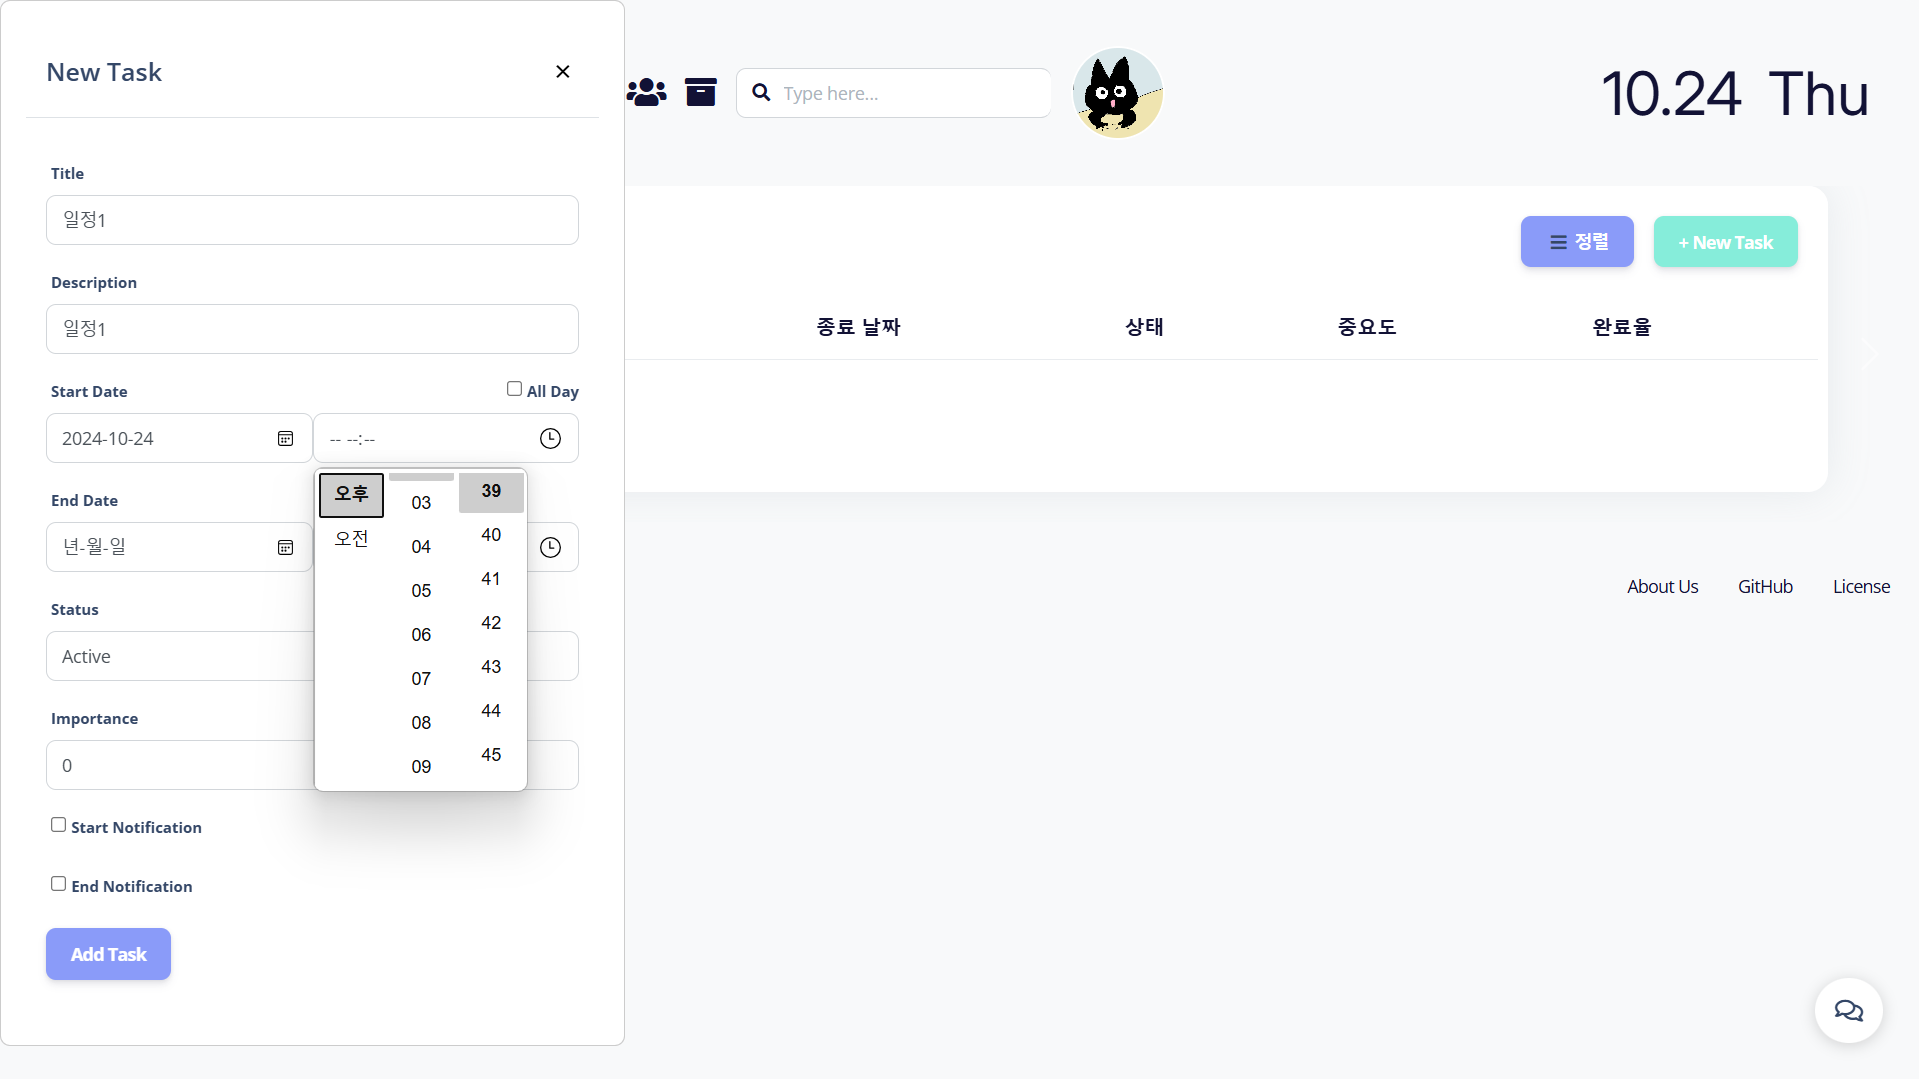 New Task
Type here...
10.24 Thu
Title
일정1
정렬
+ New Task
Description
일정1
종료 날짜
상태
중요도
완료율
Start Date
All Day
2024-10-24
-- --:--
End Date
년-월-일
오후
39
03
오전
40
04
41
05
42
06
43
07
44
08
45
09
About Us
GitHub
License
Status
Active
Importance
0
Start Notification
End Notification
Add Task